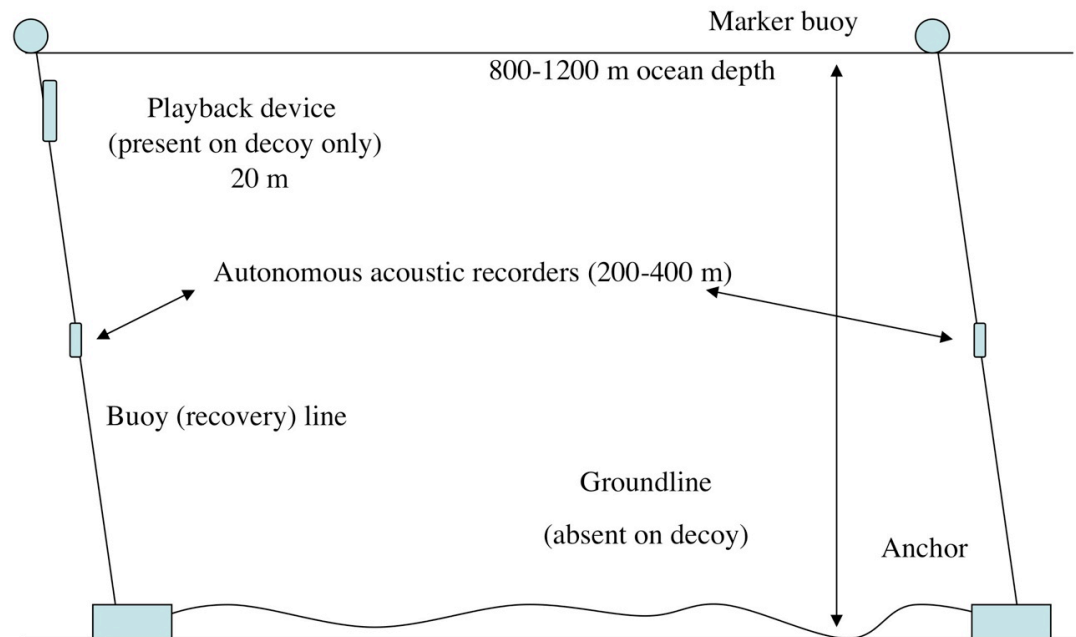 Marker buoy
800-1200 m ocean depth
Playback device
(present on decoy only)
20 m
Autonomous acoustic recorders (200-400 m)
Buoy (recovery) line
Groundline
(absent on decoy)
Anchor